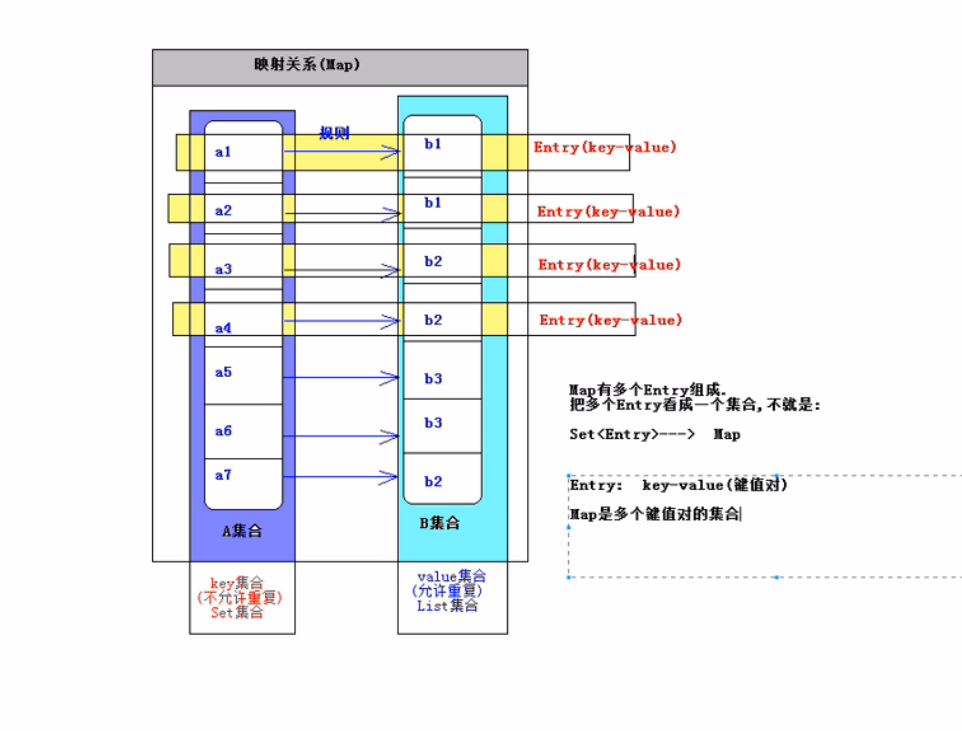 映射关系(Map)
规则
a1
b1
Entry(key-value)
a2
b1
Entry(key-value)
a3
b2
Entry(key-value)
a4
b2
Entry(key-value)
a5
b3
a6
b3
a7
b2
A集合
B集合
key集合
(不允许重复)
Set集合
value集合
(允许重复)
List集合
Map有多个Entry组成.
把多个Entry看成一个集合,不就是:
Set<Entry>---> Map
Entry: key-value(键值对)
Map是多个键值对的集合